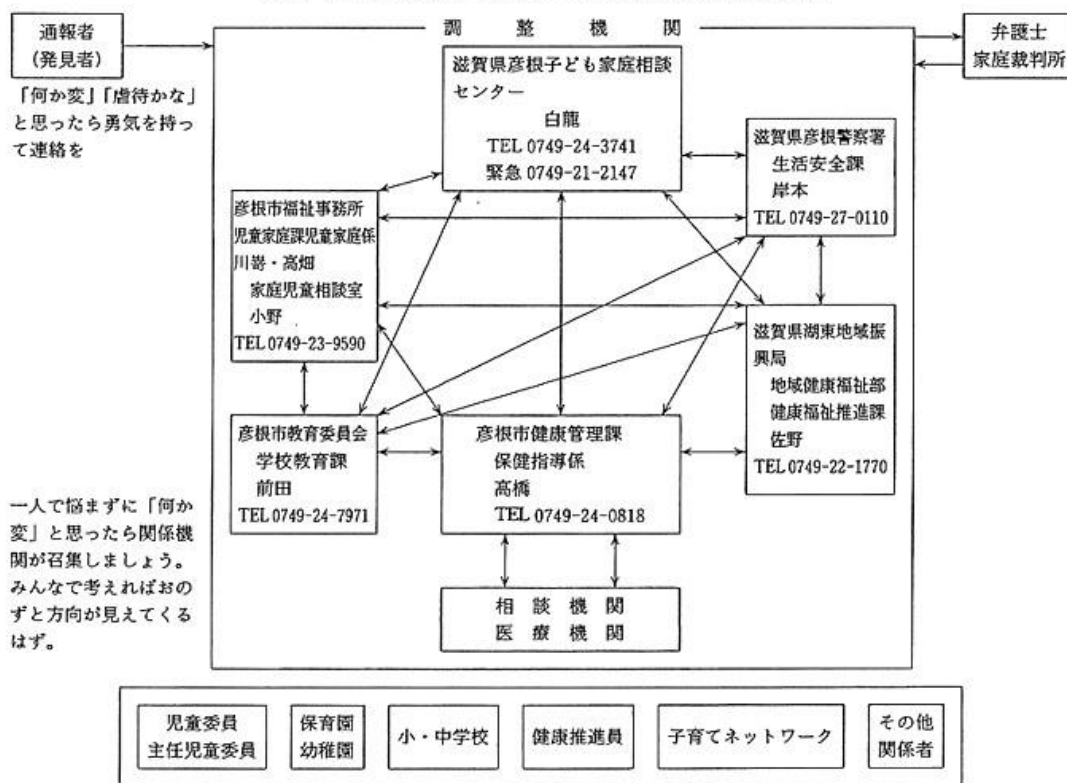 通報者
(発見者)
「何か変」「虐待かな」
と思ったら勇気を持っ
て連絡を
調整機関
弁護士
家庭裁判所
滋賀県彦根子ども家庭相談
センター
白龍
TEL 0749-24-3741
緊急 0749-21-2147
滋賀県彦根警察署
生活安全課
岸本
TEL 0749-27-0110
彦根市福祉事務所
児童家庭課児童家庭係
川嵜・高畑
家庭児童相談室
小野
TEL 0749-23-9590
滋賀県湖東地域振
興局
地域健康福祉部
健康福祉推進課
佐野
TEL 0749-22-1770
彦根市教育委員会
学校教育課
前田
TEL 0749-24-7971
彦根市健康管理課
保健指導係
高橋
TEL 0749-24-0818
一人で悩まずに「何か
変」と思ったら関係機
関が召集しましょう。
みんなで考えればおの
ずと方向が見えてくる
はず。
相談機関
医療機関
児童委員
主任児童委員
保育園
幼稚園
小・中学校
健康推進員
子育てネットワーク
その他
関係者